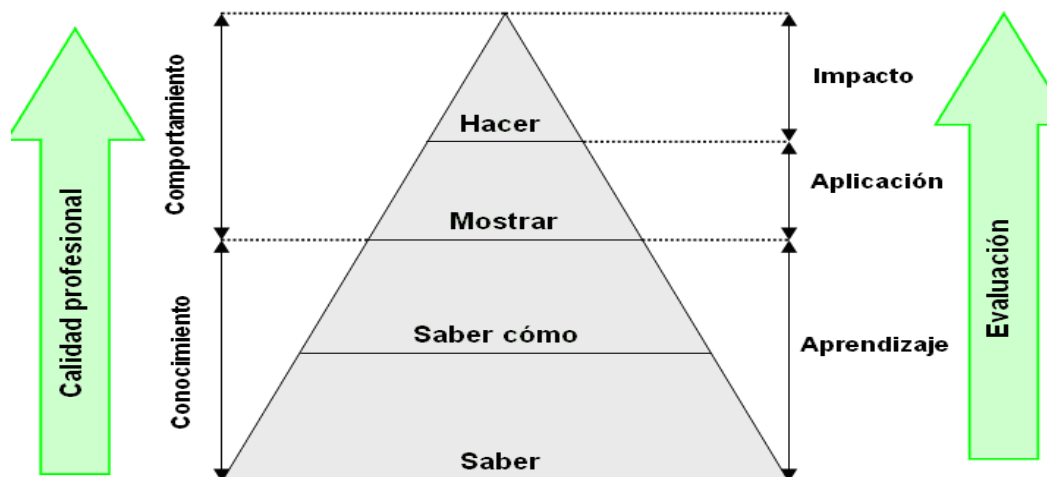 Calidad profesional
Comportamiento
Conocimiento
Hacer
Mostrar
Saber cómo
Saber
Impacto
Aplicación
Aprendizaje
Evaluación